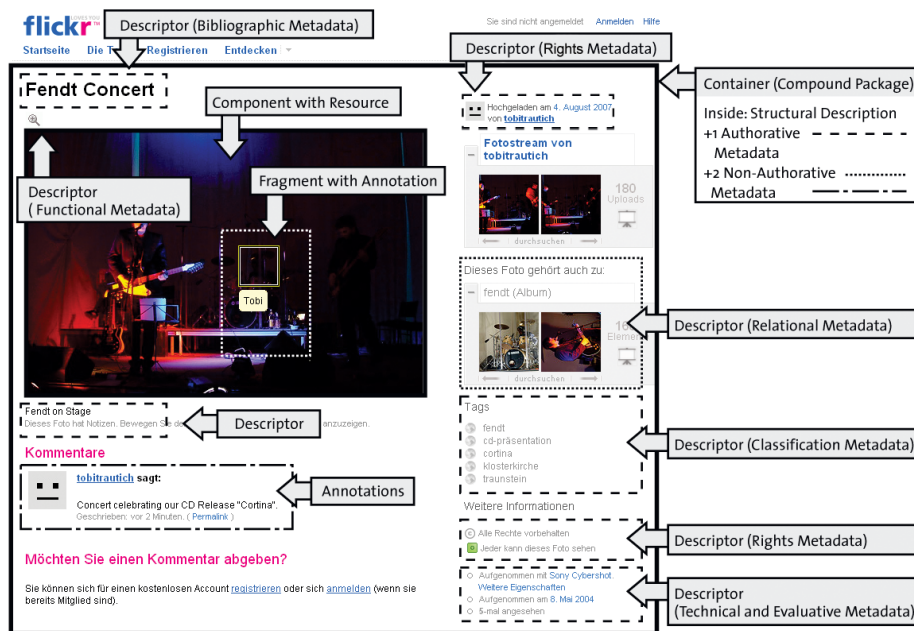 flickr LOVES YOU
Descriptor (Bibliographic Metadata)
Sie sind nicht angemeldet Anmelden Hilfe
Startseite Die T Registrieren Entdecken
Descriptor (Rights Metadata)
Fendt Concert
Component with Resource
Hochgeladen am 4. August 2007
von tobitrautich
Container (Compound Package)
Inside: Structural Description
+1 Authorative
Metadata
+2 Non-Authorative
Metadata
Fotostream von
tobitrautich
180
Uploads
durchsuchen
Descriptor
( Functional Metadata)
Fragment with Annotation
Tobi
Dieses Foto gehört auch zu:
fendt (Album)
16
Elemen
durchsuchen
Descriptor (Relational Metadata)
Fendt on Stage
Dieses Foto hat Notizen. Bewegen Sie de anzuzeigen.
Descriptor
Tags
fendt
cd-präsentation
cortina
klosterkirche
traunstein
Descriptor (Classification Metadata)
Kommentare
tobitrautich sagt:
Concert celebrating our CD Release "Cortina".
Geschrieben: vor 2 Minuten. ( Permalink )
Annotations
Weitere Informationen
© Alle Rechte vorbehalten
Jeder kann dieses Foto sehen
Descriptor (Rights Metadata)
Möchten Sie einen Kommentar abgeben?
Sie können sich für einen kostenlosen Account registrieren oder sich anmelden (wenn sie
bereits Mitglied sind).
Aufgenommen mit Sony Cybershot.
Weitere Eigenschaften
Aufgenommen am 8. Mai 2004
5-mal angesehen
Descriptor
(Technical and Evaluative Metadata)